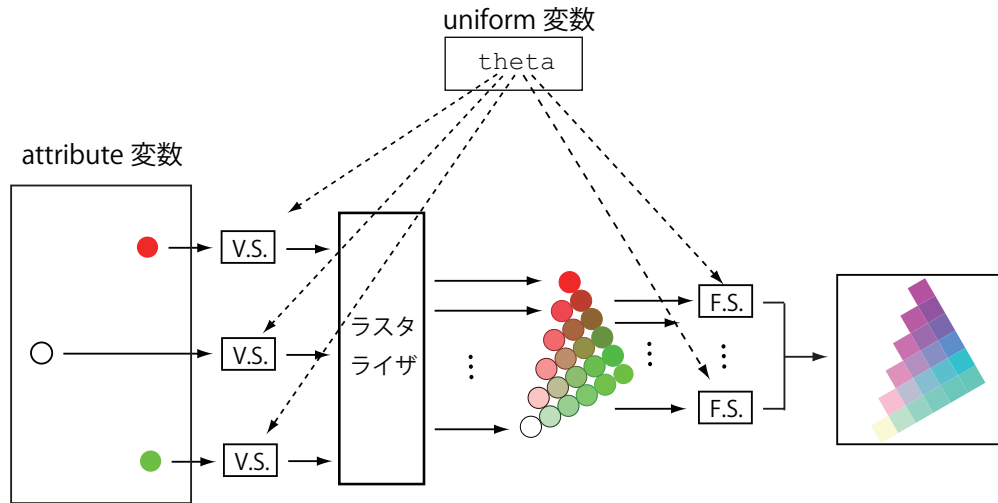 uniform 変数
theta
attribute 変数
V.S.
V.S.
V.S.
ラスタ
ライザ
⋮
⋮
⋮
F.S.
F.S.